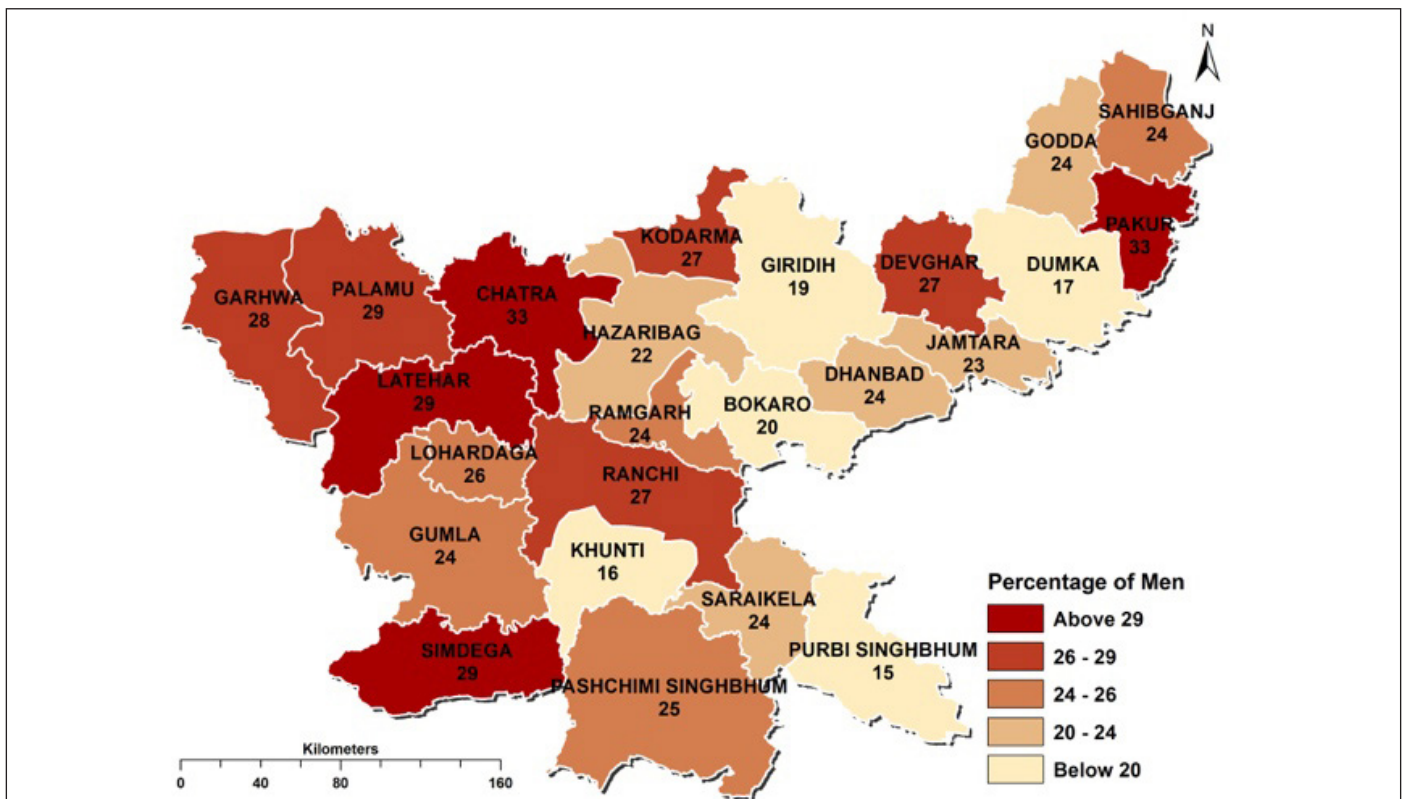 N
SAHIBGANJ
24
GODDA
24
PAKUR
33
KODARMA
27
GIRIDIH
19
DEVGHAR
27
DUMKA
17
GARHWA
28
PALAMU
29
CHATRA
33
HAZARIBAG
22
JAMTARA
23
LATEHAR
29
DHANBAD
24
RAMGARH
24
BOKARO
20
LOHARDAGA
26
RANCHI
27
GUMLA
24
KHUNTI
16
SARAIKELA
24
SIMDEGA
29
PURBI SINGHBHUM
15
PASHCHIMI SINGHBHUM
25
Percentage of Men
Above 29
26 - 29
24 - 26
20 - 24
Below 20
Kilometers
0 40 80 160